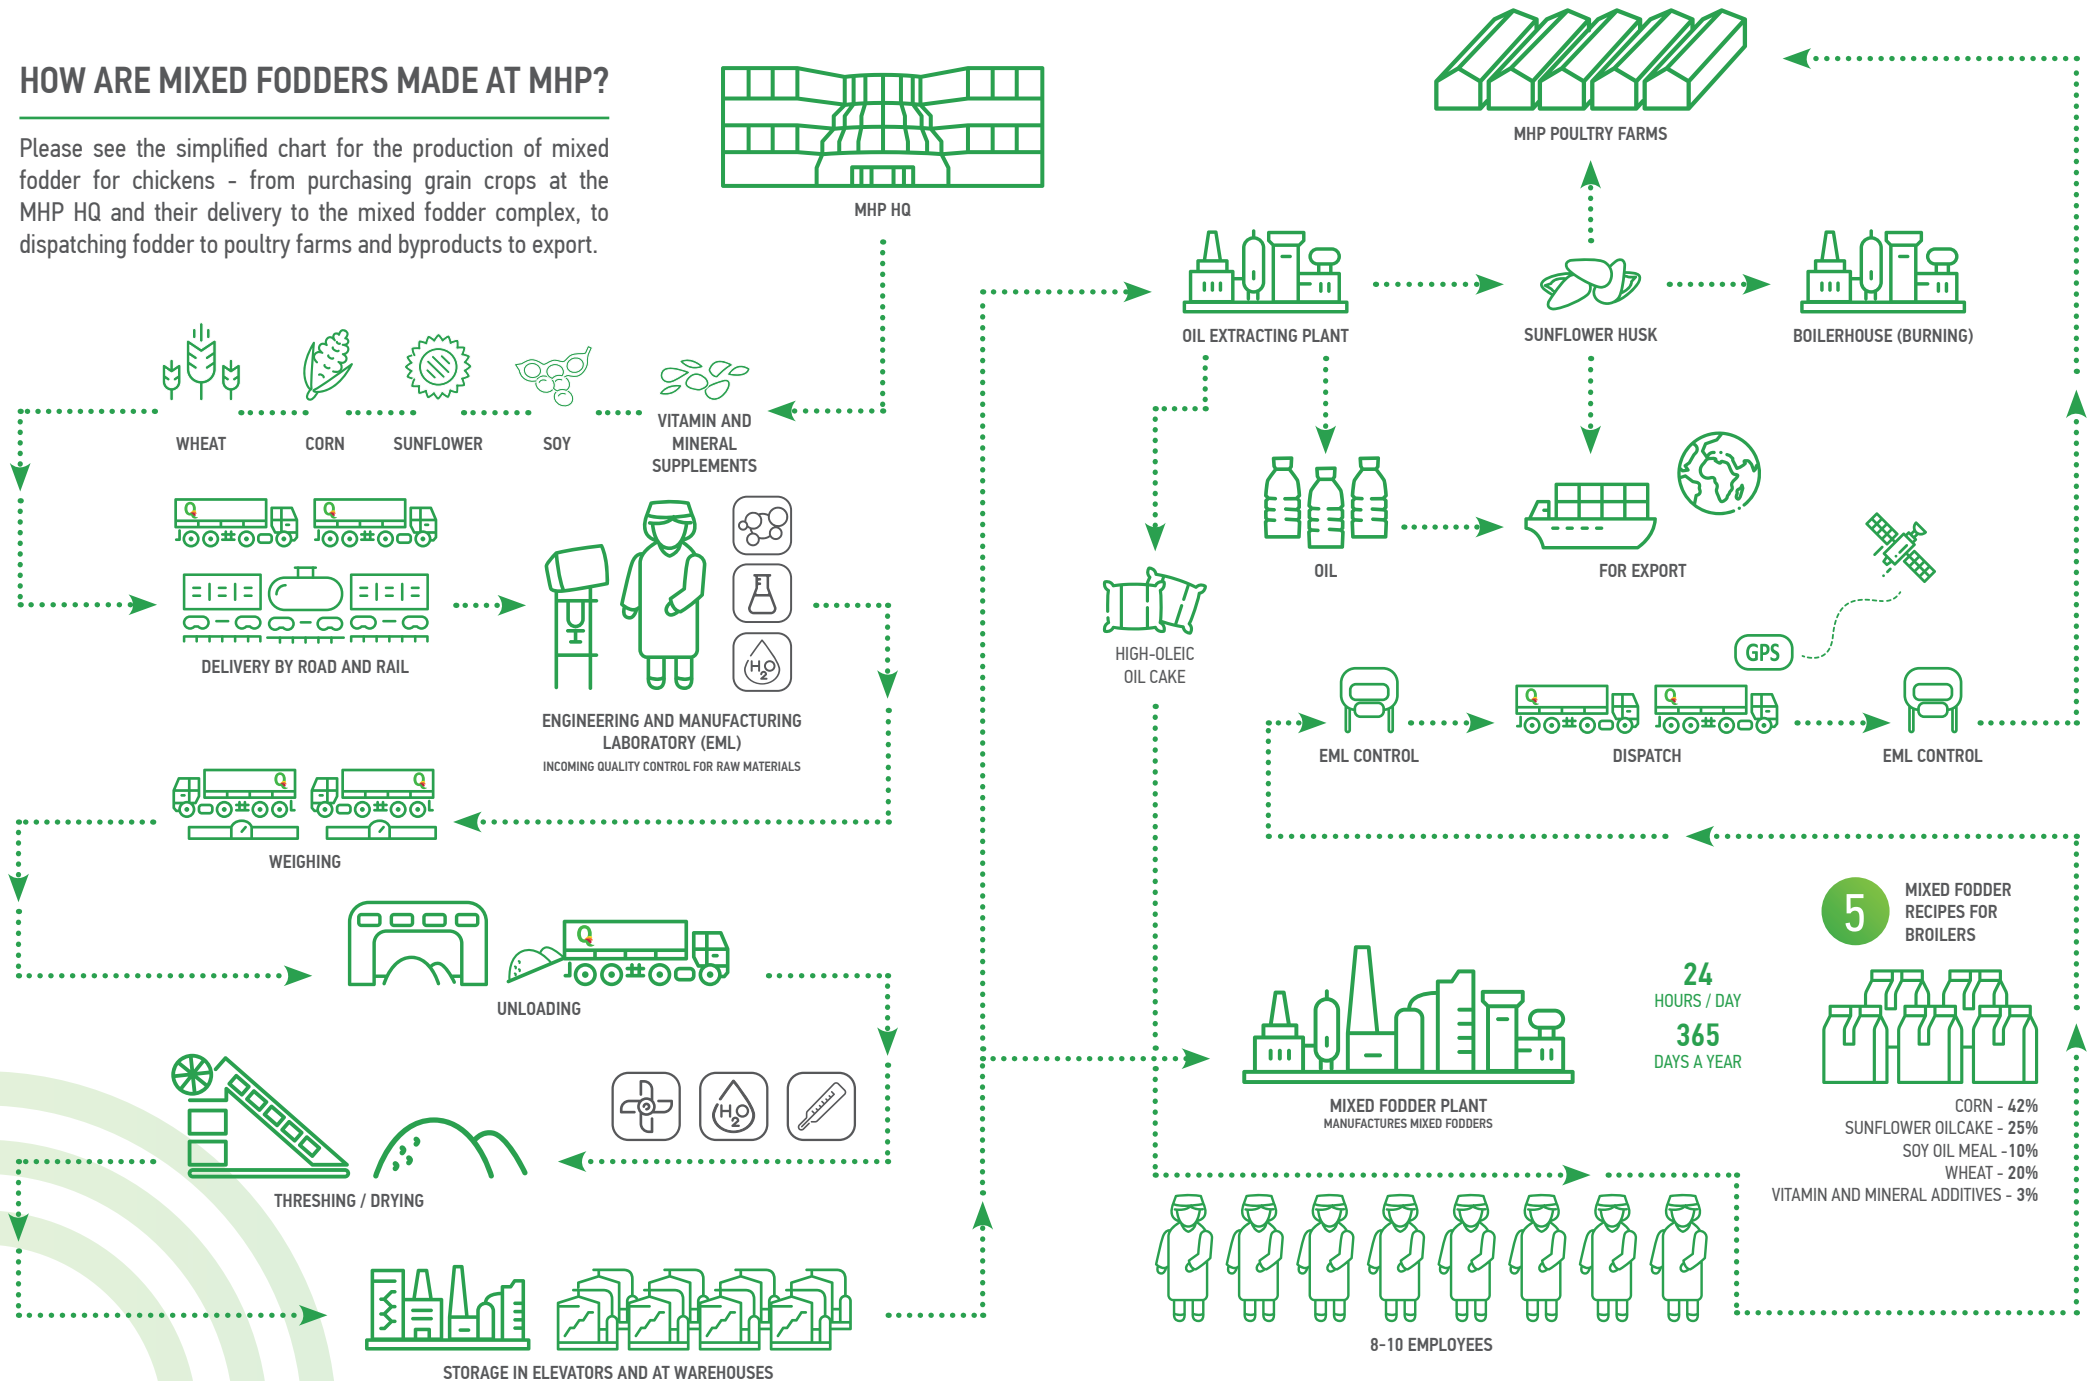 HOW ARE MIXED FODDERS MADE AT MHP?
Please see the simplified chart for the production of mixed
fodder for chickens - from purchasing grain crops at the
MHP HQ and their delivery to the mixed fodder complex, to
dispatching fodder to poultry farms and byproducts to export.
MHP HQ
WHEAT
CORN
SUNFLOWER
SOY
VITAMIN AND
MINERAL
SUPPLEMENTS
Q
Q
DELIVERY BY ROAD AND RAIL
H2O
ENGINEERING AND MANUFACTURING
LABORATORY (EML)
INCOMING QUALITY CONTROL FOR RAW MATERIALS
Q
Q
WEIGHING
Q
UNLOADING
H2O
THRESHING / DRYING
STORAGE IN ELEVATORS AND AT WAREHOUSES
MHP POULTRY FARMS
OIL EXTRACTING PLANT
SUNFLOWER HUSK
BOILERHOUSE (BURNING)
OIL
FOR EXPORT
HIGH-OLEIC
OIL CAKE
GPS
EML CONTROL
Q
Q
DISPATCH
EML CONTROL
5
MIXED FODDER
RECIPES FOR
BROILERS
24
HOURS / DAY
365
DAYS A YEAR
MIXED FODDER PLANT
MANUFACTURES MIXED FODDERS
CORN - 42%
SUNFLOWER OILCAKE - 25%
SOY OIL MEAL -10%
WHEAT - 20%
VITAMIN AND MINERAL ADDITIVES - 3%
8-10 EMPLOYEES